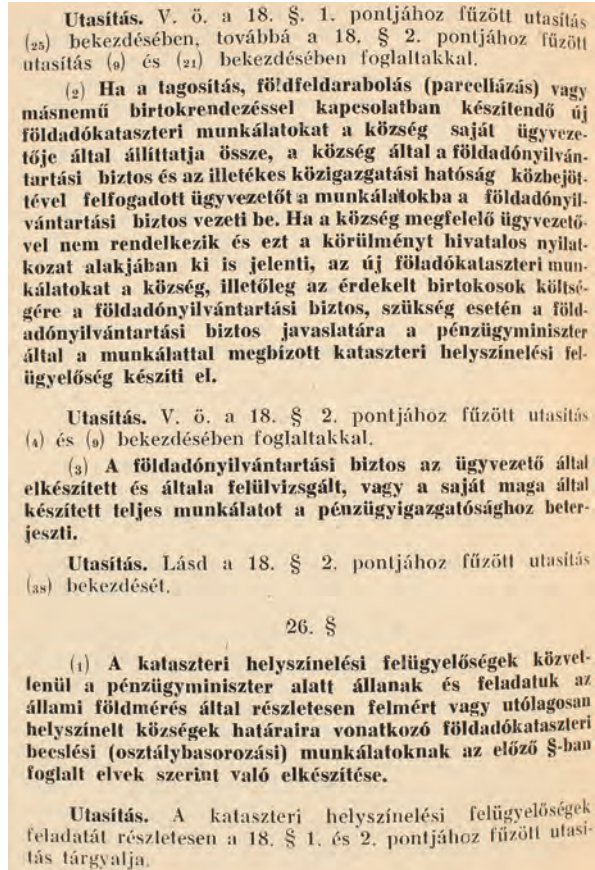 Utasítás. V. ö. a 18. §. 1. pontjához fűzött utasítás
(25) bekezdésében, továbbá a 18. § 2. pontjához fűzött
utasítás (9) és (21) bekezdésében foglaltakkal.
(2) Ha a tagosítás, földfeldarabolás (parcellázás) vagy
másnemű birtokrendezéssel kapcsolatban készítendő új
földadókataszteri munkálatokat a község saját ügyveze-
tője által állíttatja össze, a község által a földadónyilván-
tartási biztos és az illetékes közigazgatási hatóság közbejöt-
tével felfogadott ügyvezetőt a munkálatokba a földadónyil-
vántartási biztos vezeti be. Ha a község megfelelő ügyvezető-
vel nem rendelkezik és ezt a körülményt hivatalos nyilat-
kozat alakjában ki is jelenti, az új föladókataszteri mun-
kálatokat a község, illetőleg az érdekelt birtokosok költsé-
gére a földadónyilvántartási biztos, szükség esetén a föld-
adónyilvántartási biztos javaslatára a pénzügyminiszter
által a munkálattal megbízott kataszteri helyszínelési fel-
ügyelőség készíti el.
Utasítás. V. ö. a 18. § 2. pontjához fűzött utasítás
(4) és (9) bekezdésében foglaltakkal.
(3) A földadónyilvántartási biztos az ügyvezető által
elkészített és általa felülvizsgált, vagy a saját maga által
készített teljes munkálatot a pénzügyigazgatósághoz beter-
jeszti.
Utasítás. Lásd a 18. § 2. pontjához fűzött utasítás
(38) bekezdését.
26. §
(1) A kataszteri helyszínelési felügyelőségek közvet-
lenül a pénzügyminiszter alatt állanak és feladatuk az
állami földmérés által részletesen felmért vagy utólagosan
helyszínelt községek határaira vonatkozó földadókataszteri
becslési (osztálybasorozási) munkálatoknak az előző §-ban
foglalt elvek szerint való elkészítése.
Utasítás. A kataszteri helyszínelési felügyelőségek
feladatát részletesen a 18. § 1. és 2. pontjához fűzött utasí-
tás tárgyalja.